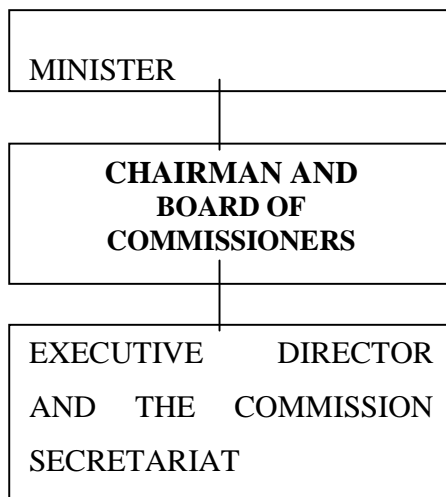 MINISTER
CHAIRMAN AND
BOARD OF
COMMISSIONERS
EXECUTIVE DIRECTOR
AND THE COMMISSION
SECRETARIAT